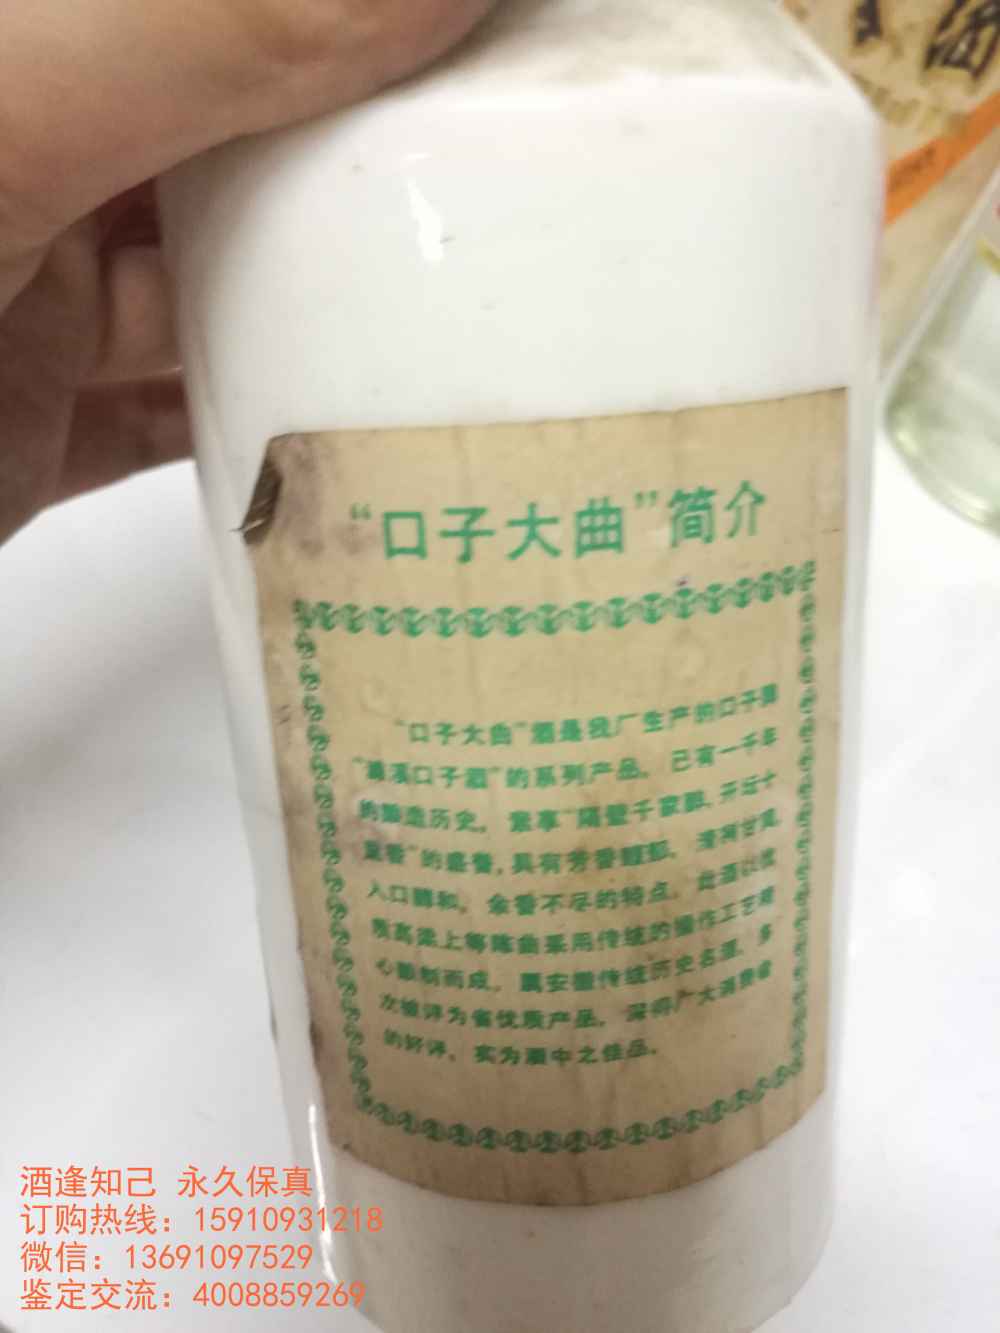 酒
“口子大曲”简介
“口子大曲”酒是我厂生产的口子牌
“濉溪口子酒”的系列产品。已有一千年
的酿造历史。素享“隔壁千家醉、开坛十
里香”的盛誉，具有芳香醇郁、清冽甘爽，
入口醇和，余香不尽的特点。此酒以优
质高粱上等陈曲采用传统的操作工艺精
心酿制而成，属安徽传统历史名酒，多
次被评为省优质产品，深得广大消费者
的好评，实为酒中之佳品。
酒逢知己 永久保真
订购热线：15910931218
微信：13691097529
鉴定交流：4008859269